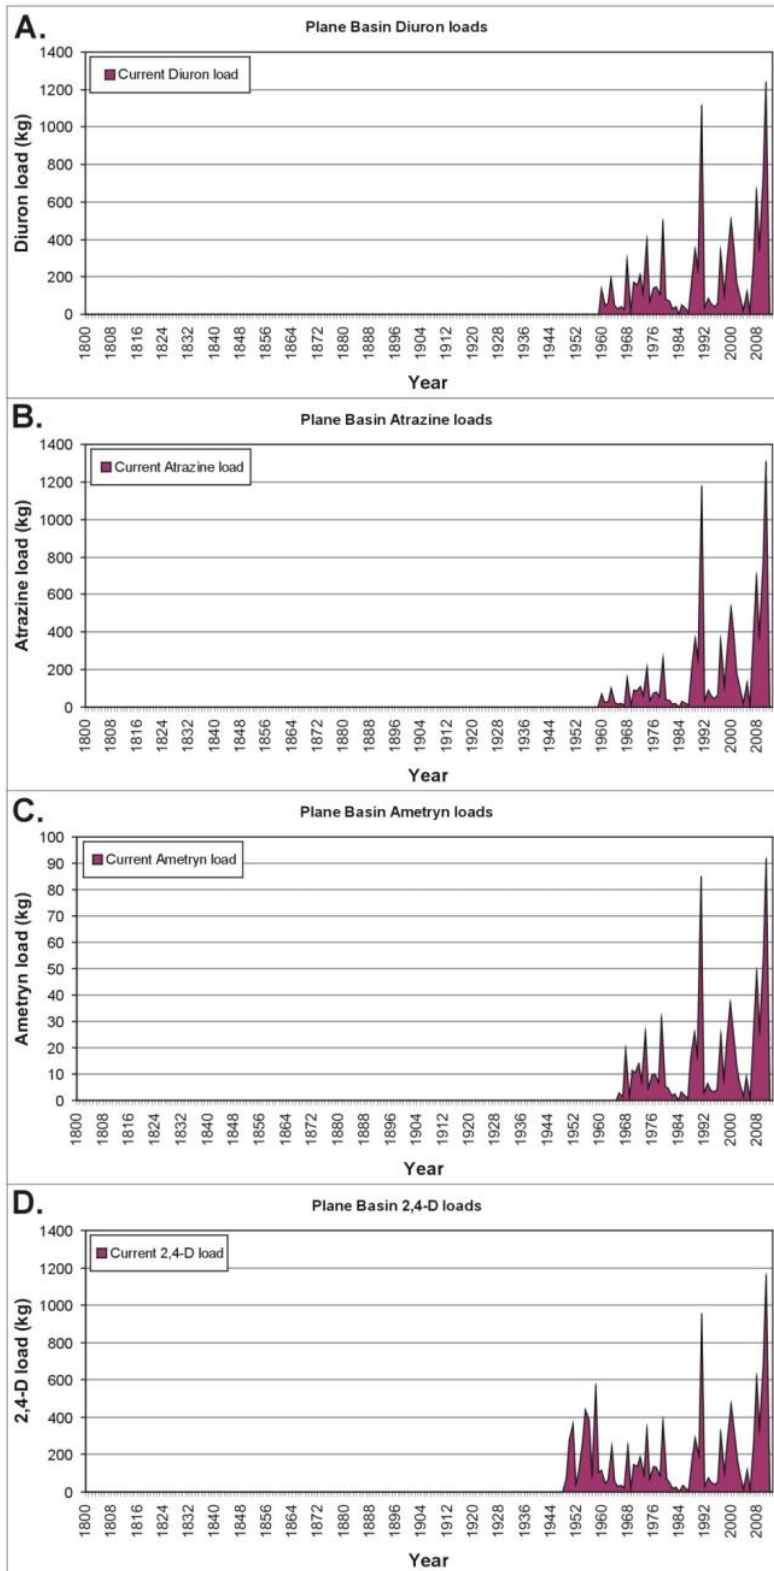 A.
Plane Basin Diuron loads
Current Diuron load
Diuron load (kg)
1400
1200
1000
800
600
400
200
0
1800 1808 1816 1824 1832 1840 1848 1856 1864 1872 1880 1888 1896 1904 1912 1920 1928 1936 1944 1952 1960 1968 1976 1984 1992 2000 2008
Year
B.
Plane Basin Atrazine loads
Current Atrazine load
Atrazine load (kg)
1400
1200
1000
800
600
400
200
0
1800 1808 1816 1824 1832 1840 1848 1856 1864 1872 1880 1888 1896 1904 1912 1920 1928 1936 1944 1952 1960 1968 1976 1984 1992 2000 2008
Year
C.
Plane Basin Ametryn loads
Current Ametryn load
Ametryn load (kg)
100
90
80
70
60
50
40
30
20
10
0
1800 1808 1816 1824 1832 1840 1848 1856 1864 1872 1880 1888 1896 1904 1912 1920 1928 1936 1944 1952 1960 1968 1976 1984 1992 2000 2008
Year
D.
Plane Basin 2,4-D loads
Current 2,4-D load
2,4-D load (kg)
1400
1200
1000
800
600
400
200
0
1800 1808 1816 1824 1832 1840 1848 1856 1864 1872 1880 1888 1896 1904 1912 1920 1928 1936 1944 1952 1960 1968 1976 1984 1992 2000 2008
Year